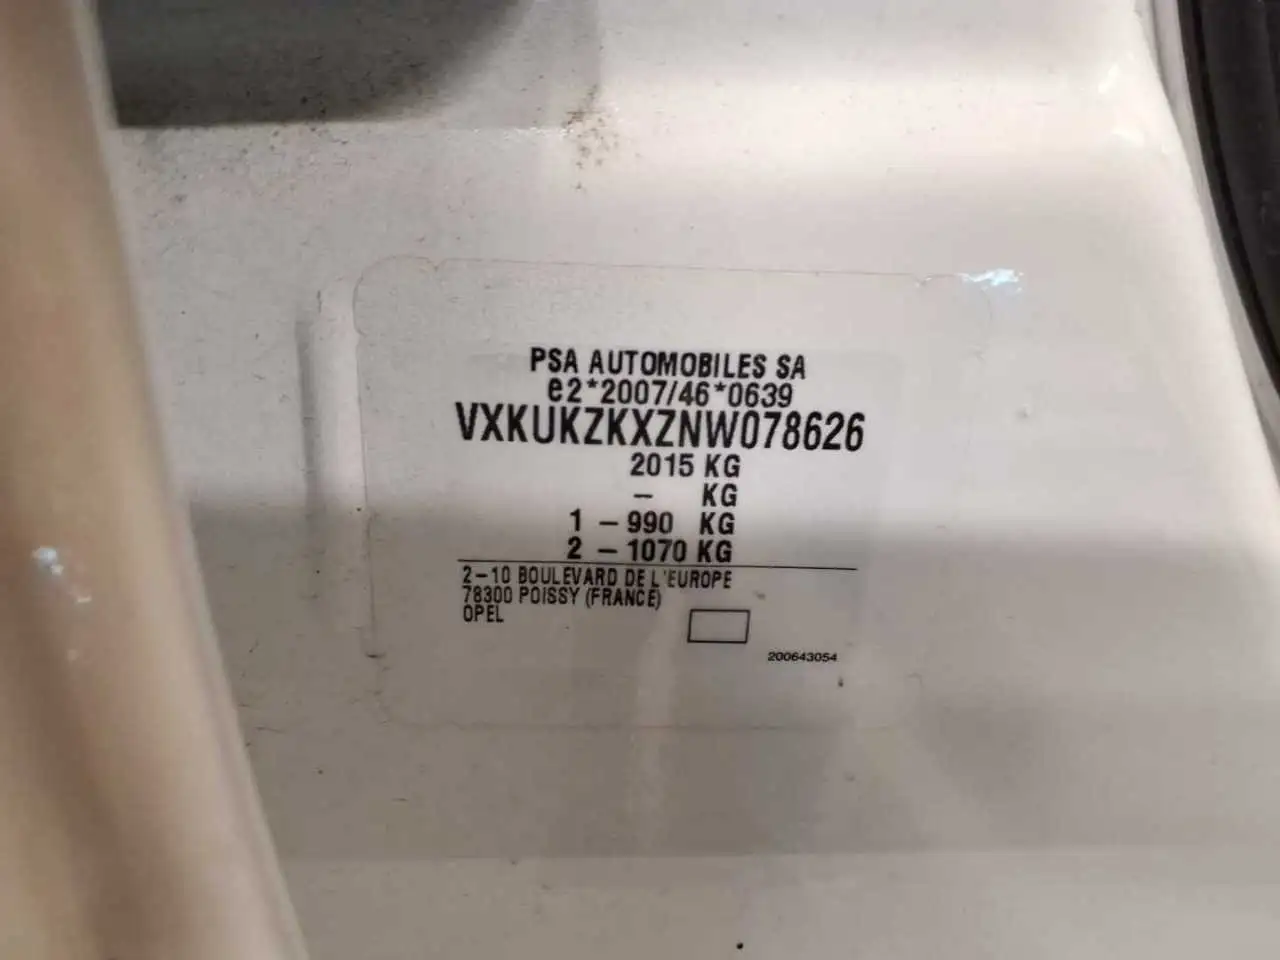 PSA AUTOMOBILES SA
e2*2007/46*0639
VXKUKZKXZNW078626
2015 KG
- KG
1 - 990 KG
2 - 1070 KG
2-10 BOULEVARD DE L'EUROPE
78300 POISSY (FRANCE)
OPEL
200643054